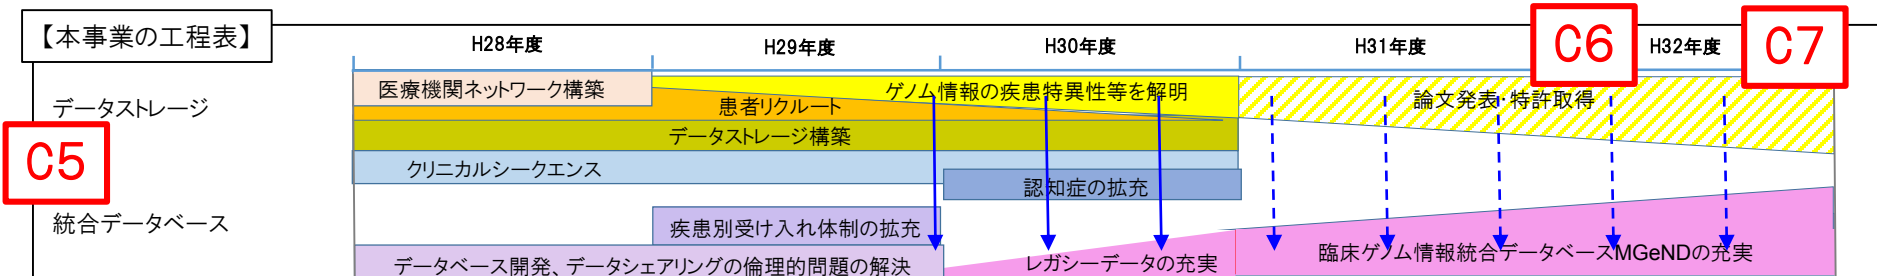 【本事業の工程表】
H28年度
H29年度
H30年度
H31年度
C6
H32年度
C7
データストレージ
医療機関ネットワーク構築
ゲノム情報の疾患特異性等を解明
論文発表・特許取得
患者リクルート
データストレージ構築
C5
クリニカルシークエンス
認知症の拡充
統合データベース
疾患別受け入れ体制の拡充
データベース開発、データシェアリングの倫理的問題の解決
レガシーデータの充実
臨床ゲノム情報統合データベースMGeNDの充実